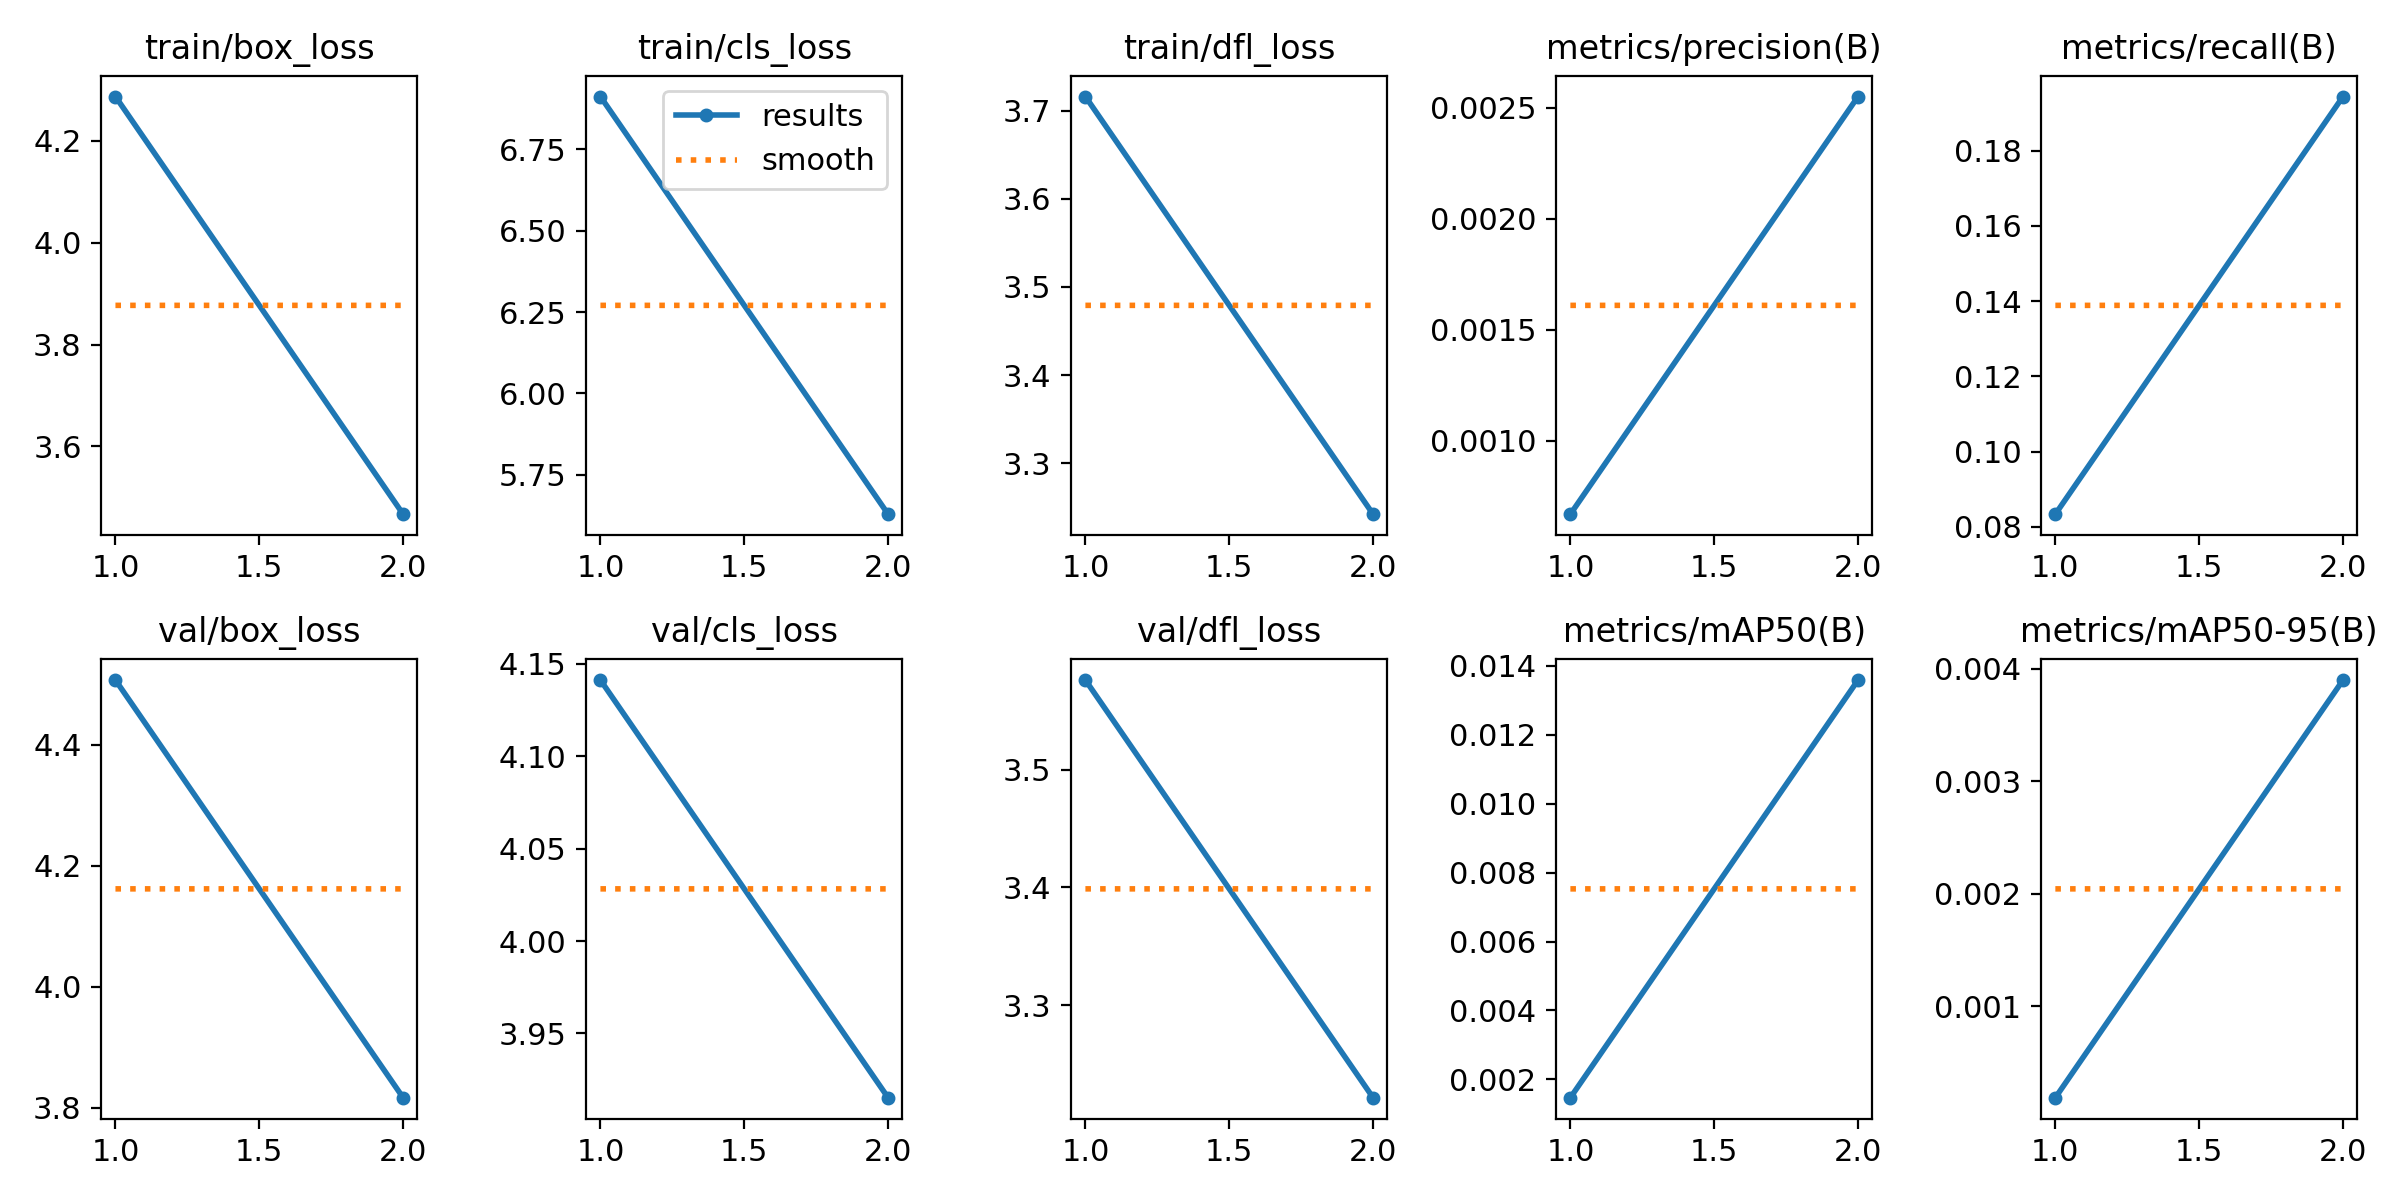 train/box_loss
4.2
4.0
3.8
3.6
1.0 1.5 2.0
train/cls_loss
results
smooth
6.75
6.50
6.25
6.00
5.75
1.0 1.5 2.0
train/dfl_loss
3.7
3.6
3.5
3.4
3.3
1.0 1.5 2.0
metrics/precision(B)
0.0025
0.0020
0.0015
0.0010
1.0 1.5 2.0
metrics/recall(B)
0.18
0.16
0.14
0.12
0.10
0.08
1.0 1.5 2.0
val/box_loss
4.4
4.2
4.0
3.8
1.0 1.5 2.0
val/cls_loss
4.15
4.10
4.05
4.00
3.95
1.0 1.5 2.0
val/dfl_loss
3.5
3.4
3.3
1.0 1.5 2.0
metrics/mAP50(B)
0.014
0.012
0.010
0.008
0.006
0.004
0.002
1.0 1.5 2.0
metrics/mAP50-95(B)
0.004
0.003
0.002
0.001
1.0 1.5 2.0